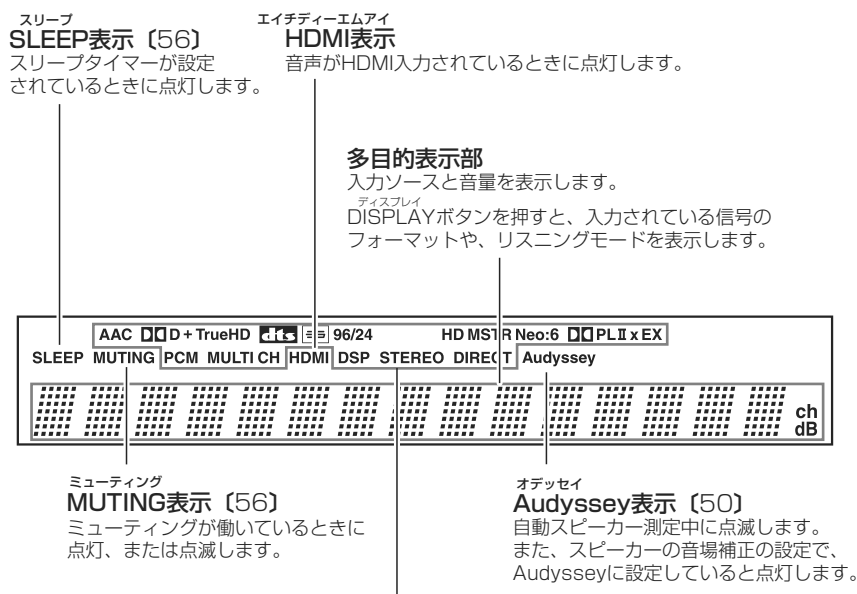 スリープ
SLEEP表示〔56〕
スリープタイマーが設定
されているときに点灯します。
エイチディーエムアイ
HDMI表示
音声がHDMI入力されているときに点灯します。
多目的表示部
入力ソースと音量を表示します。
ディスプレイ
DISPLAYボタンを押すと、入力されている信号の
フォーマットや、リスニングモードを表示します。
AAC D+TrueHD dts ES 96/24 HD MSTR Neo:6 PLⅡx EX
SLEEP MUTING PCM MULTI CH HDMI DSP STEREO DIRECT Audyssey
ch
dB
ミューティング
MUTING表示〔56〕
ミューティングが働いているときに
点灯、または点滅します。
オデッセイ
Audyssey表示〔50〕
自動スピーカー測定中に点滅します。
また、スピーカーの音場補正の設定で、
Audysseyに設定していると点灯します。